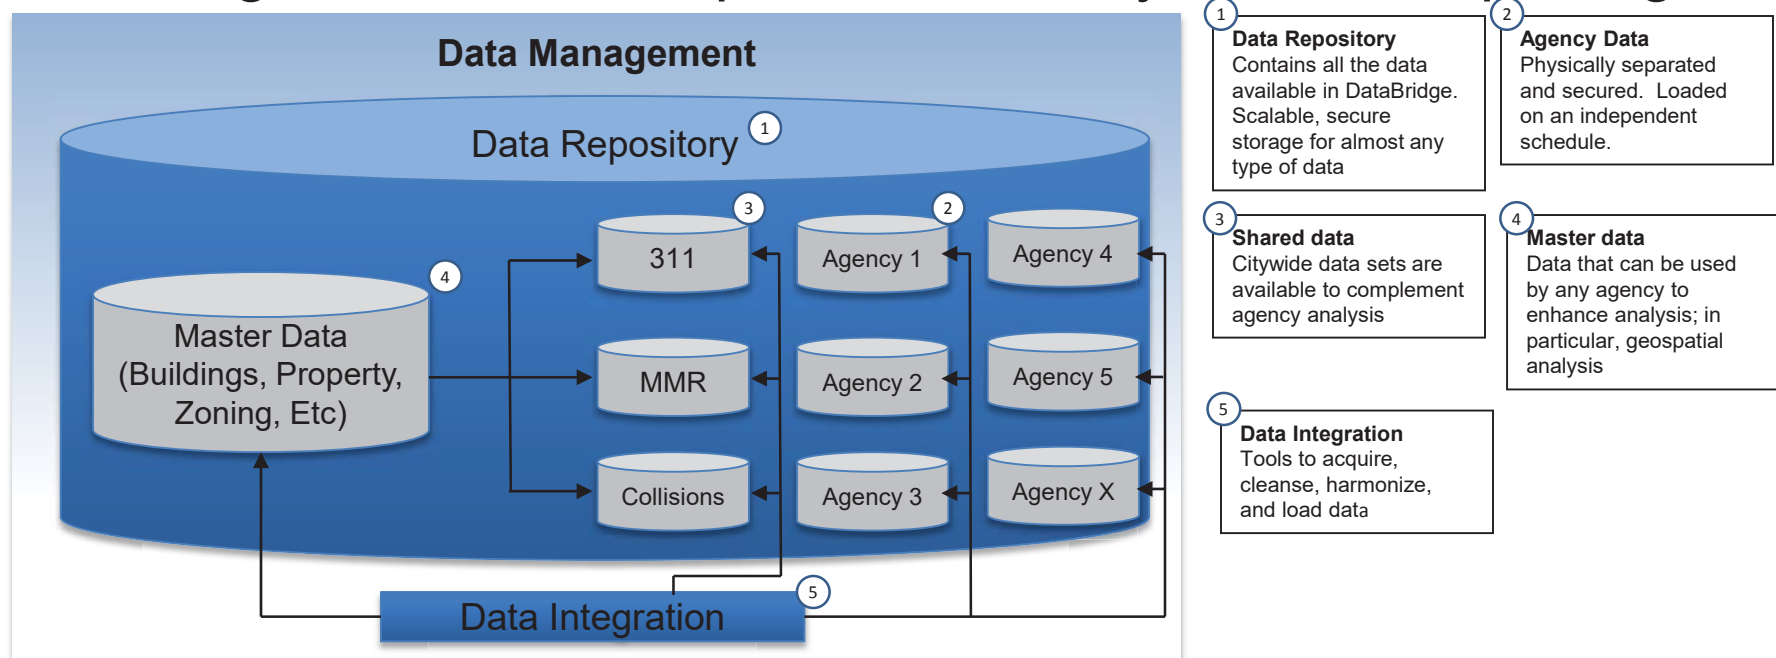 Data Management
Data Repository 1
3
2
311
Agency 1
Agency 4
4
Master Data
(Buildings, Property,
Zoning, Etc)
MMR
Agency 2
Agency 5
Collisions
Agency 3
Agency X
5
Data Integration
1
Data Repository
Contains all the data
available in DataBridge.
Scalable, secure
storage for almost any
type of data
2
Agency Data
Physically separated
and secured. Loaded
on an independent
schedule.
3
Shared data
Citywide data sets are
available to complement
agency analysis
4
Master data
Data that can be used
by any agency to
enhance analysis; in
particular, geospatial
analysis
5
Data Integration
Tools to acquire,
cleanse, harmonize,
and load data